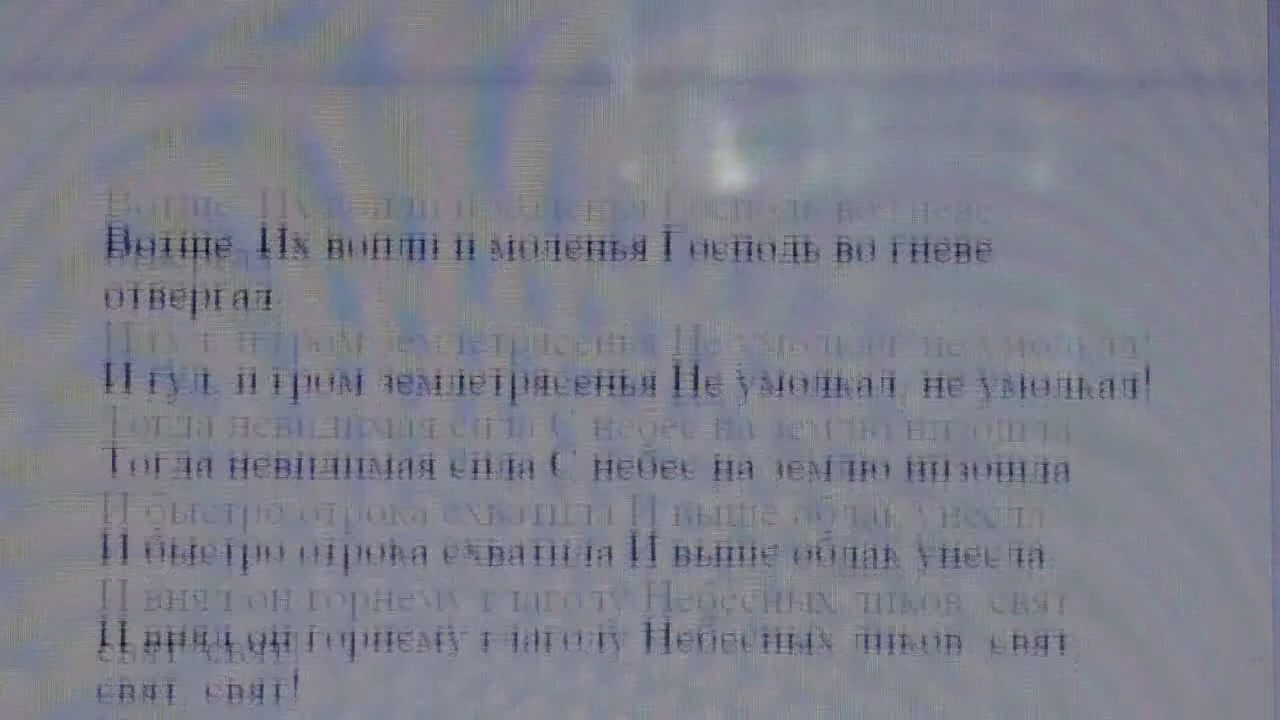 Вотще Их вопли и моленья Господь во гневе
отвергал
И гул и гром землетрясенья Не умолкал не умолкал!
Тогда невидимая сила С небес на землю низошла
И быстро отрока схватила И выше облак унесла
И внял он горнему глаголу Небесных ликов свят,
свят, свят!